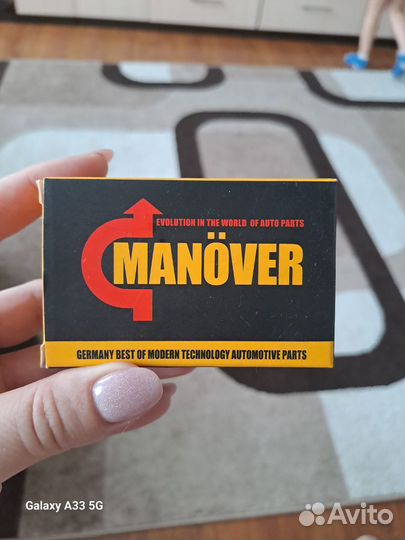 EVOLUTION IN THE WORLD OF AUTO PARTS
MANÖVER
GERMANY BEST OF MODERN TECHNOLOGY AUTOMOTIVE PARTS
Galaxy A33 5G
Avito